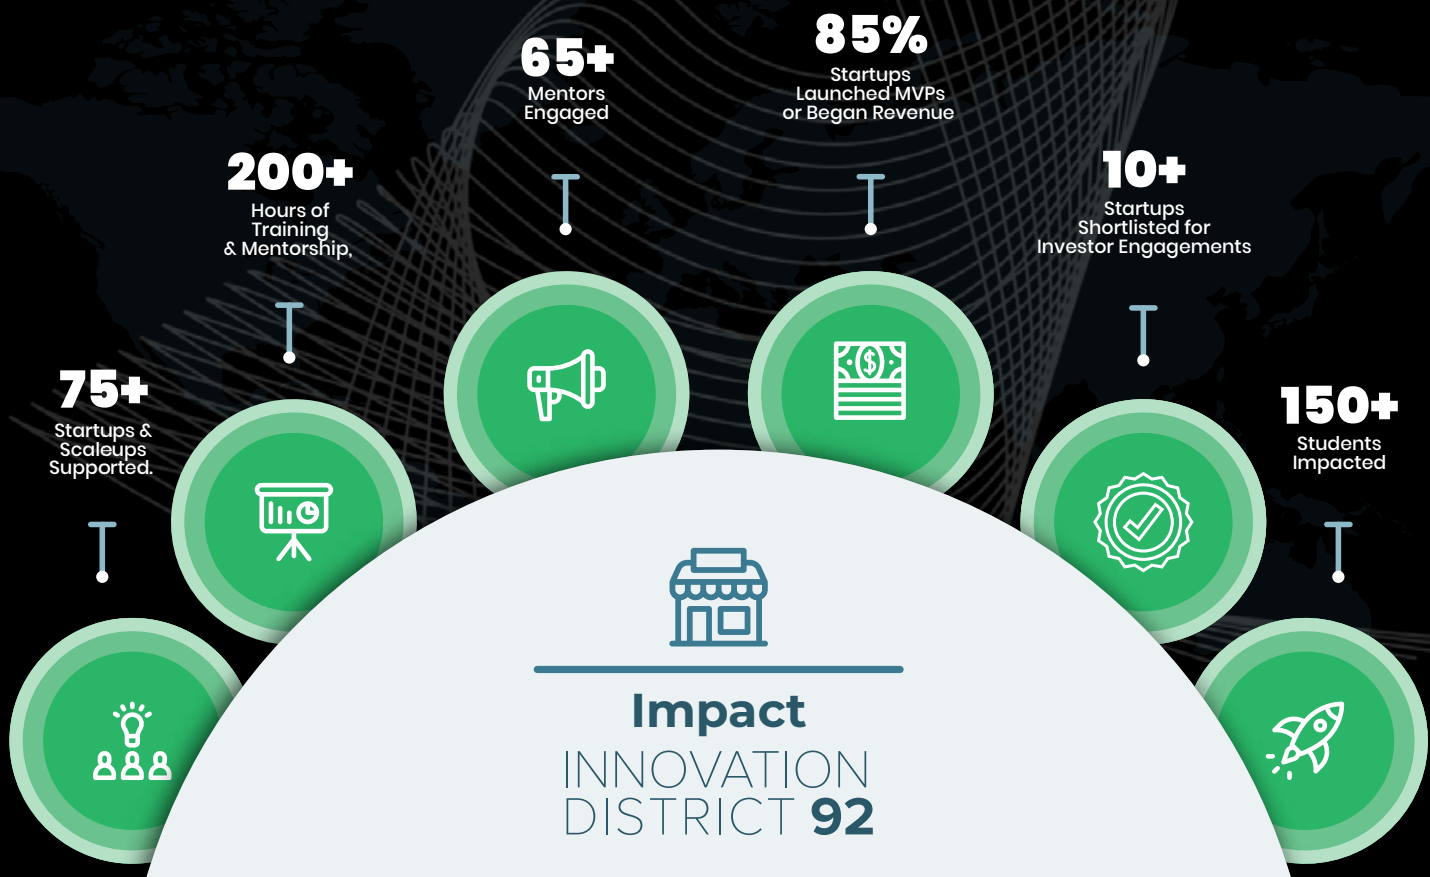 75+
Startups &
Scaleups
Supported.
200+
Hours of
Training
& Mentorship,
65+
Mentors
Engaged
85%
Startups
Launched MVPs
or Began Revenue
10+
Startups
Shortlisted for
Investor Engagements
150+
Students
Impacted
Impact
INNOVATION
DISTRICT 92